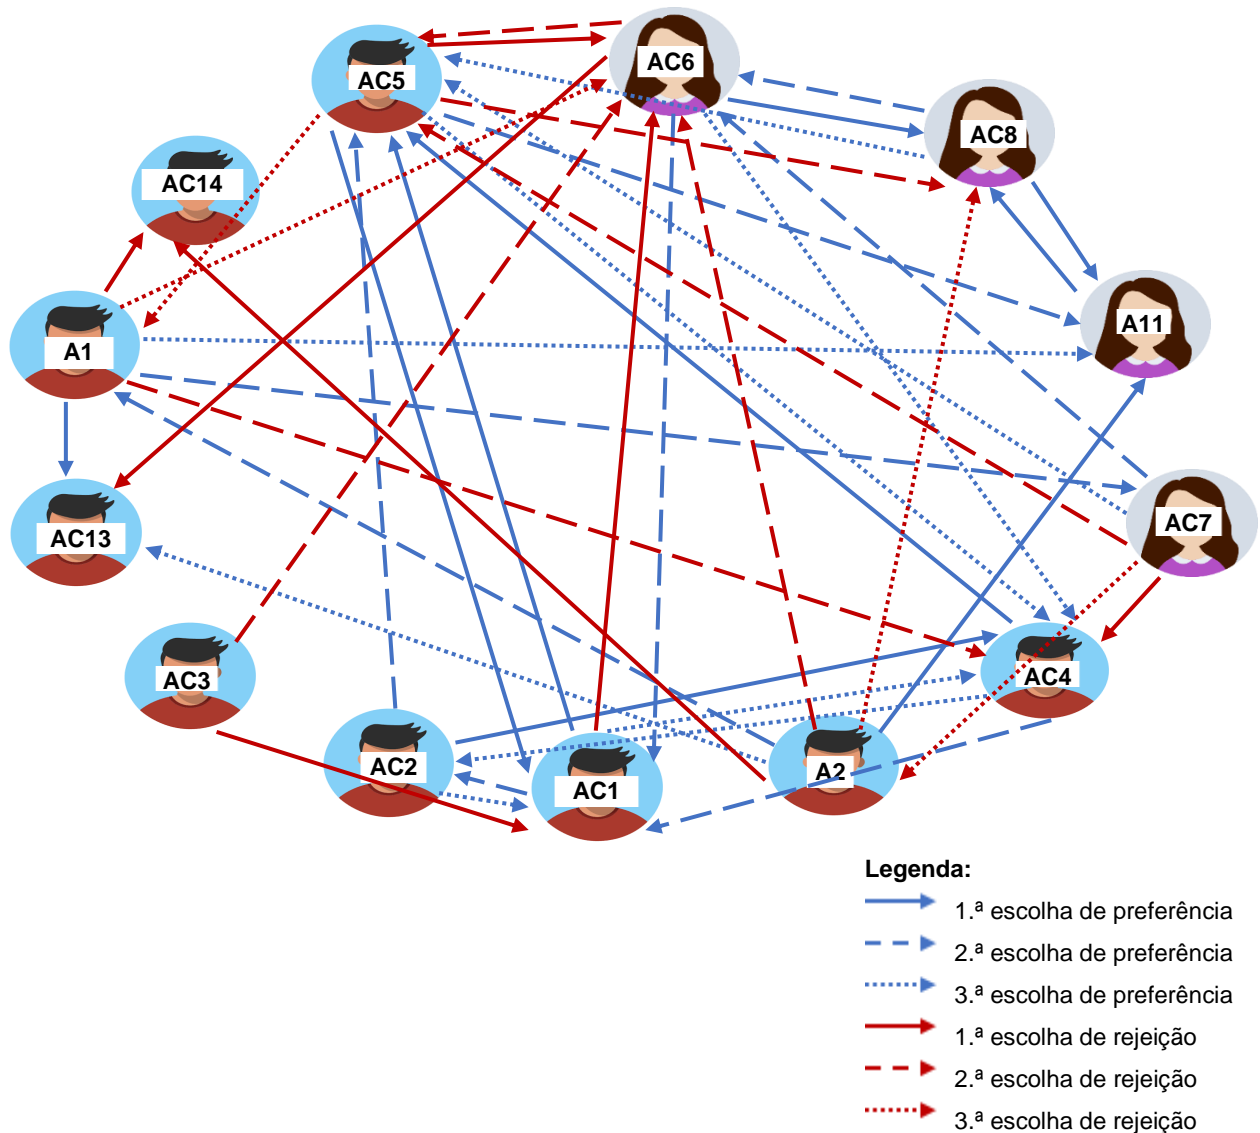 AC6
AC5
AC8
AC14
A11
A1
AC7
AC13
AC3
AC4
AC2
A2
AC1
Legenda:
1.ª escolha de preferência
2.ª escolha de preferência
3.ª escolha de preferência
1.ª escolha de rejeição
2.ª escolha de rejeição
3.ª escolha de rejeição